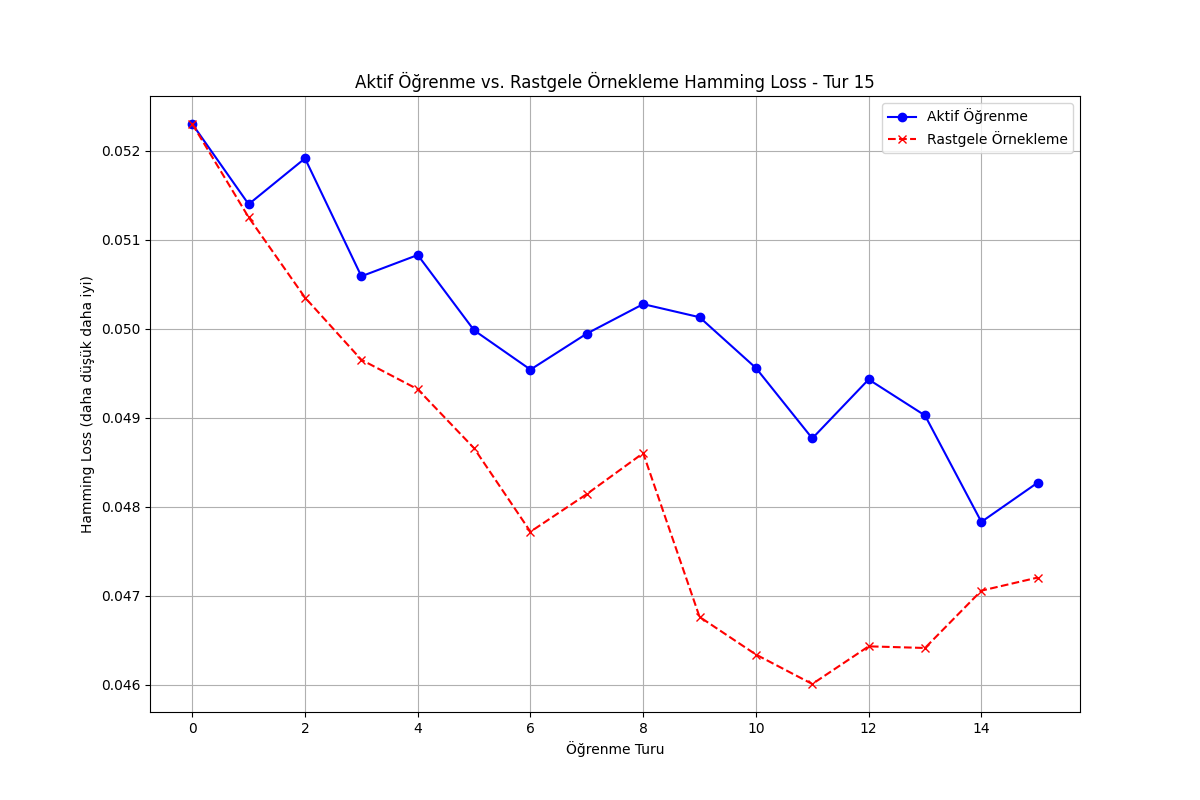 Aktif Öğrenme vs. Rastgele Örnekleme Hamming Loss - Tur 15
Aktif Öğrenme
Rastgele Örnekleme
Hamming Loss (daha düşük daha iyi)
0.052
0.051
0.050
0.049
0.048
0.047
0.046
0 2 4 6 8 10 12 14
Öğrenme Turu